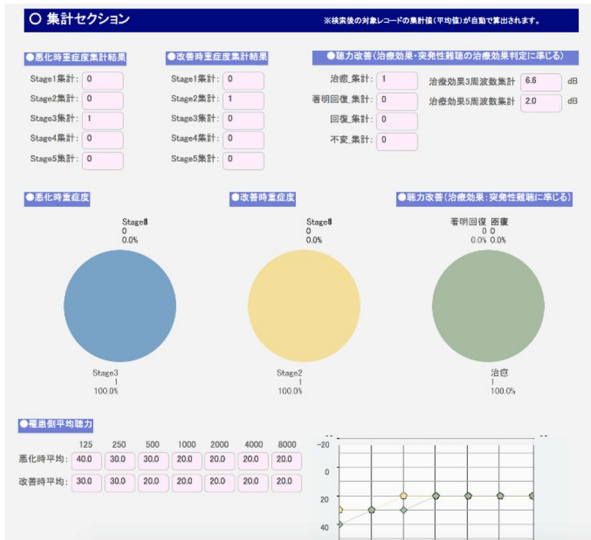 ○ 集計セクション
※検索後の対象レコードの集計値(平均値)が自動で算出されます。
●悪化時重症度集計結果
Stage1集計: 0
Stage2集計: 0
Stage3集計: 1
Stage4集計: 0
Stage5集計: 0
●改善時重症度集計結果
Stage1集計: 0
Stage2集計: 1
Stage3集計: 0
Stage4集計: 0
Stage5集計: 0
●聴力改善(治療効果・突発性難聴の治療効果判定に準じる)
治癒_集計: 1
著明回復_集計: 0
回復_集計: 0
不変_集計: 0
治療効果3周波数集計 6.6 dB
治療効果5周波数集計 2.0 dB
●悪化時重症度
Stage
0
0.0%
Stage3
1
100.0%
●改善時重症度
Stage
0
0.0%
Stage2
1
100.0%
●聴力改善(治療効果:突発性難聴に準じる)
著明回復
0 0
0.0% 0.0%
治癒
1
100.0%
●罹患側平均聴力
125 250 500 1000 2000 4000 8000
悪化時平均: 40.0 30.0 30.0 20.0 20.0 20.0 20.0
改善時平均: 30.0 30.0 20.0 20.0 20.0 20.0 20.0
-20
0
20
40